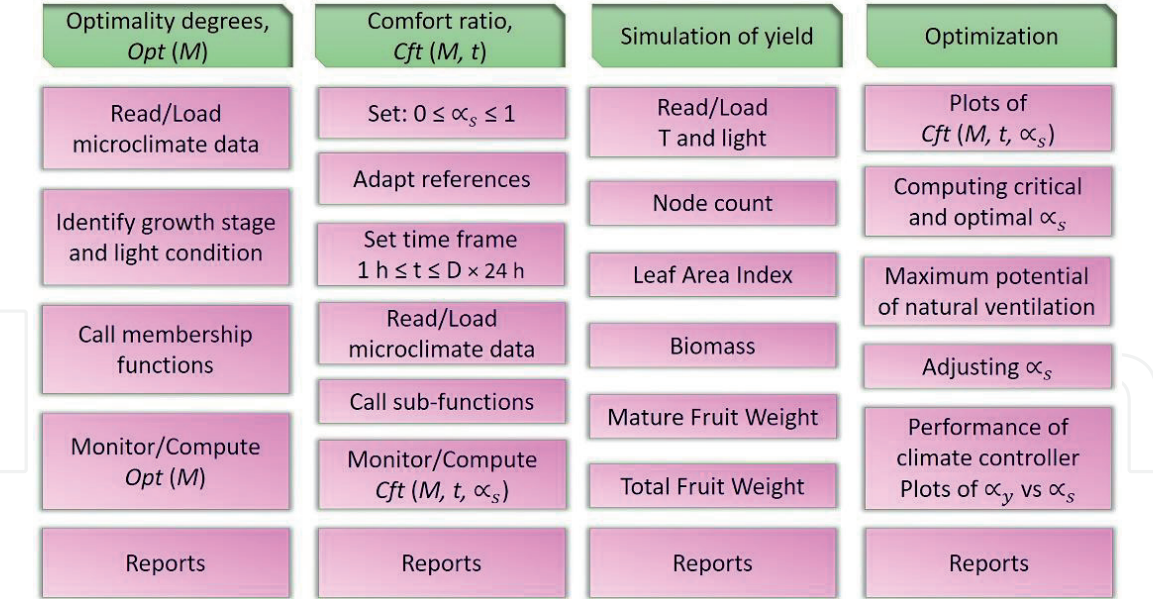 Optimality degrees,
Opt (M)
Read/Load
microclimate data
Identify growth stage
and light condition
Call membership
functions
Monitor/Compute
Opt (M)
Reports
Comfort ratio,
Cft (M, t)
Set: 0 ≤ ∝s ≤ 1
Adapt references
Set time frame
1 h ≤ t ≤ D × 24 h
Read/Load
microclimate data
Call sub-functions
Monitor/Compute
Cft (M, t, ∝s)
Reports
Simulation of yield
Read/Load
T and light
Node count
Leaf Area Index
Biomass
Mature Fruit Weight
Total Fruit Weight
Reports
Optimization
Plots of
Cft (M, t, ∝s)
Computing critical
and optimal ∝s
Maximum potential
of natural ventilation
Adjusting ∝s
Performance of
climate controller
Plots of ∝y vs ∝s
Reports